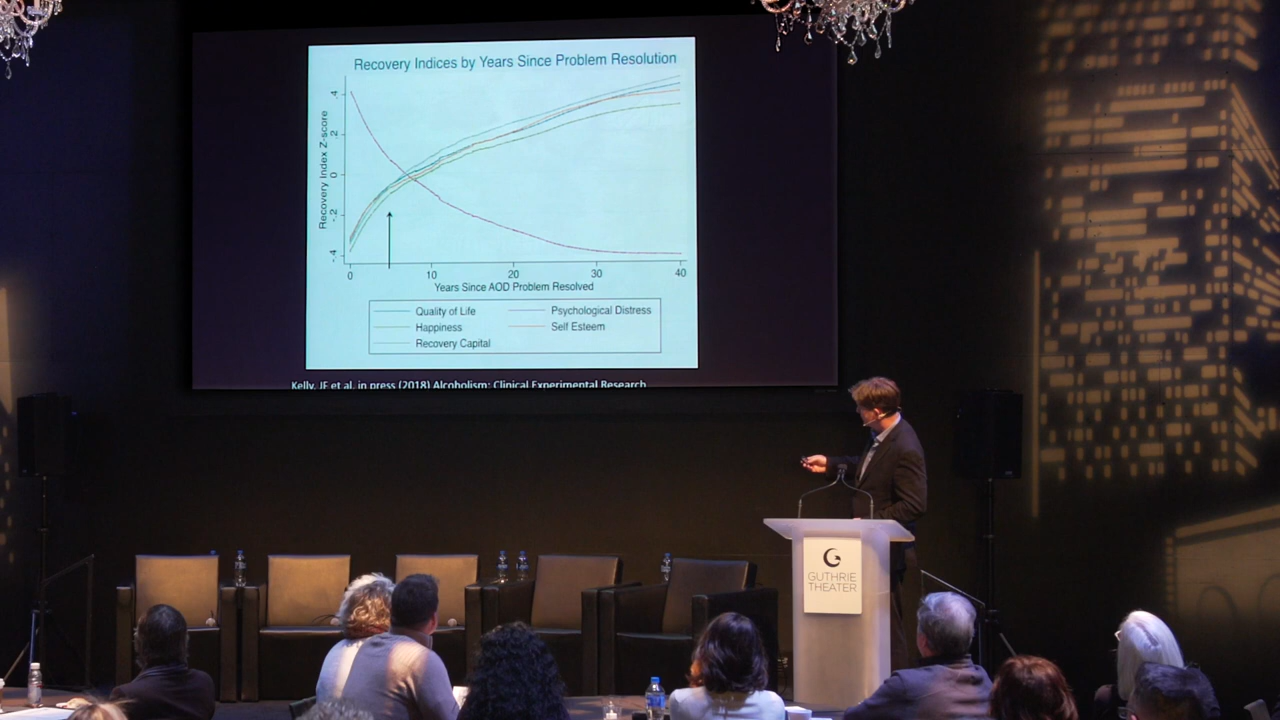 Recovery Indices by Years Since Problem Resolution
Recovery Index Z-score
.4
.2
0
-.2
-.4
0 10 20 30 40
Years Since AOD Problem Resolved
Quality of Life Psychological Distress
Happiness Self Esteem
Recovery Capital
Kelly, JF et al. in press (2018) Alcoholism: Clinical Experimental Research
GUTHRIE
THEATER